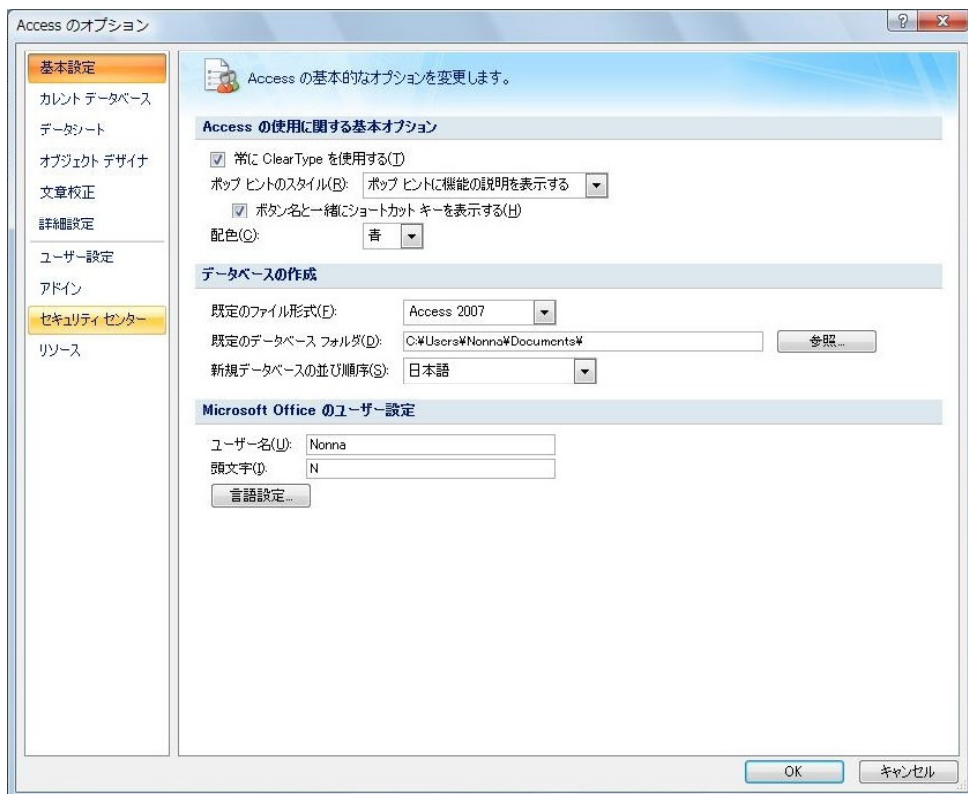 Access のオプション
基本設定
カレント データベース
データシート
オブジェクト デザイナ
文章校正
詳細設定
ユーザー設定
アドイン
セキュリティ センター
リソース
Access の基本的なオプションを変更します。
Access の使用に関する基本オプション
常に ClearType を使用する(T)
ポップ ヒントのスタイル(R): ポップ ヒントに機能の説明を表示する
ボタン名と一緒にショートカット キーを表示する(H)
配色(C): 青
データベースの作成
既定のファイル形式(F): Access 2007
既定のデータベース フォルダ(D): C:¥Users¥Nonna¥Documents¥ 参照...
新規データベースの並び順序(S): 日本語
Microsoft Office のユーザー設定
ユーザー名(U): Nonna
頭文字(I): N
言語設定...
OK キャンセル